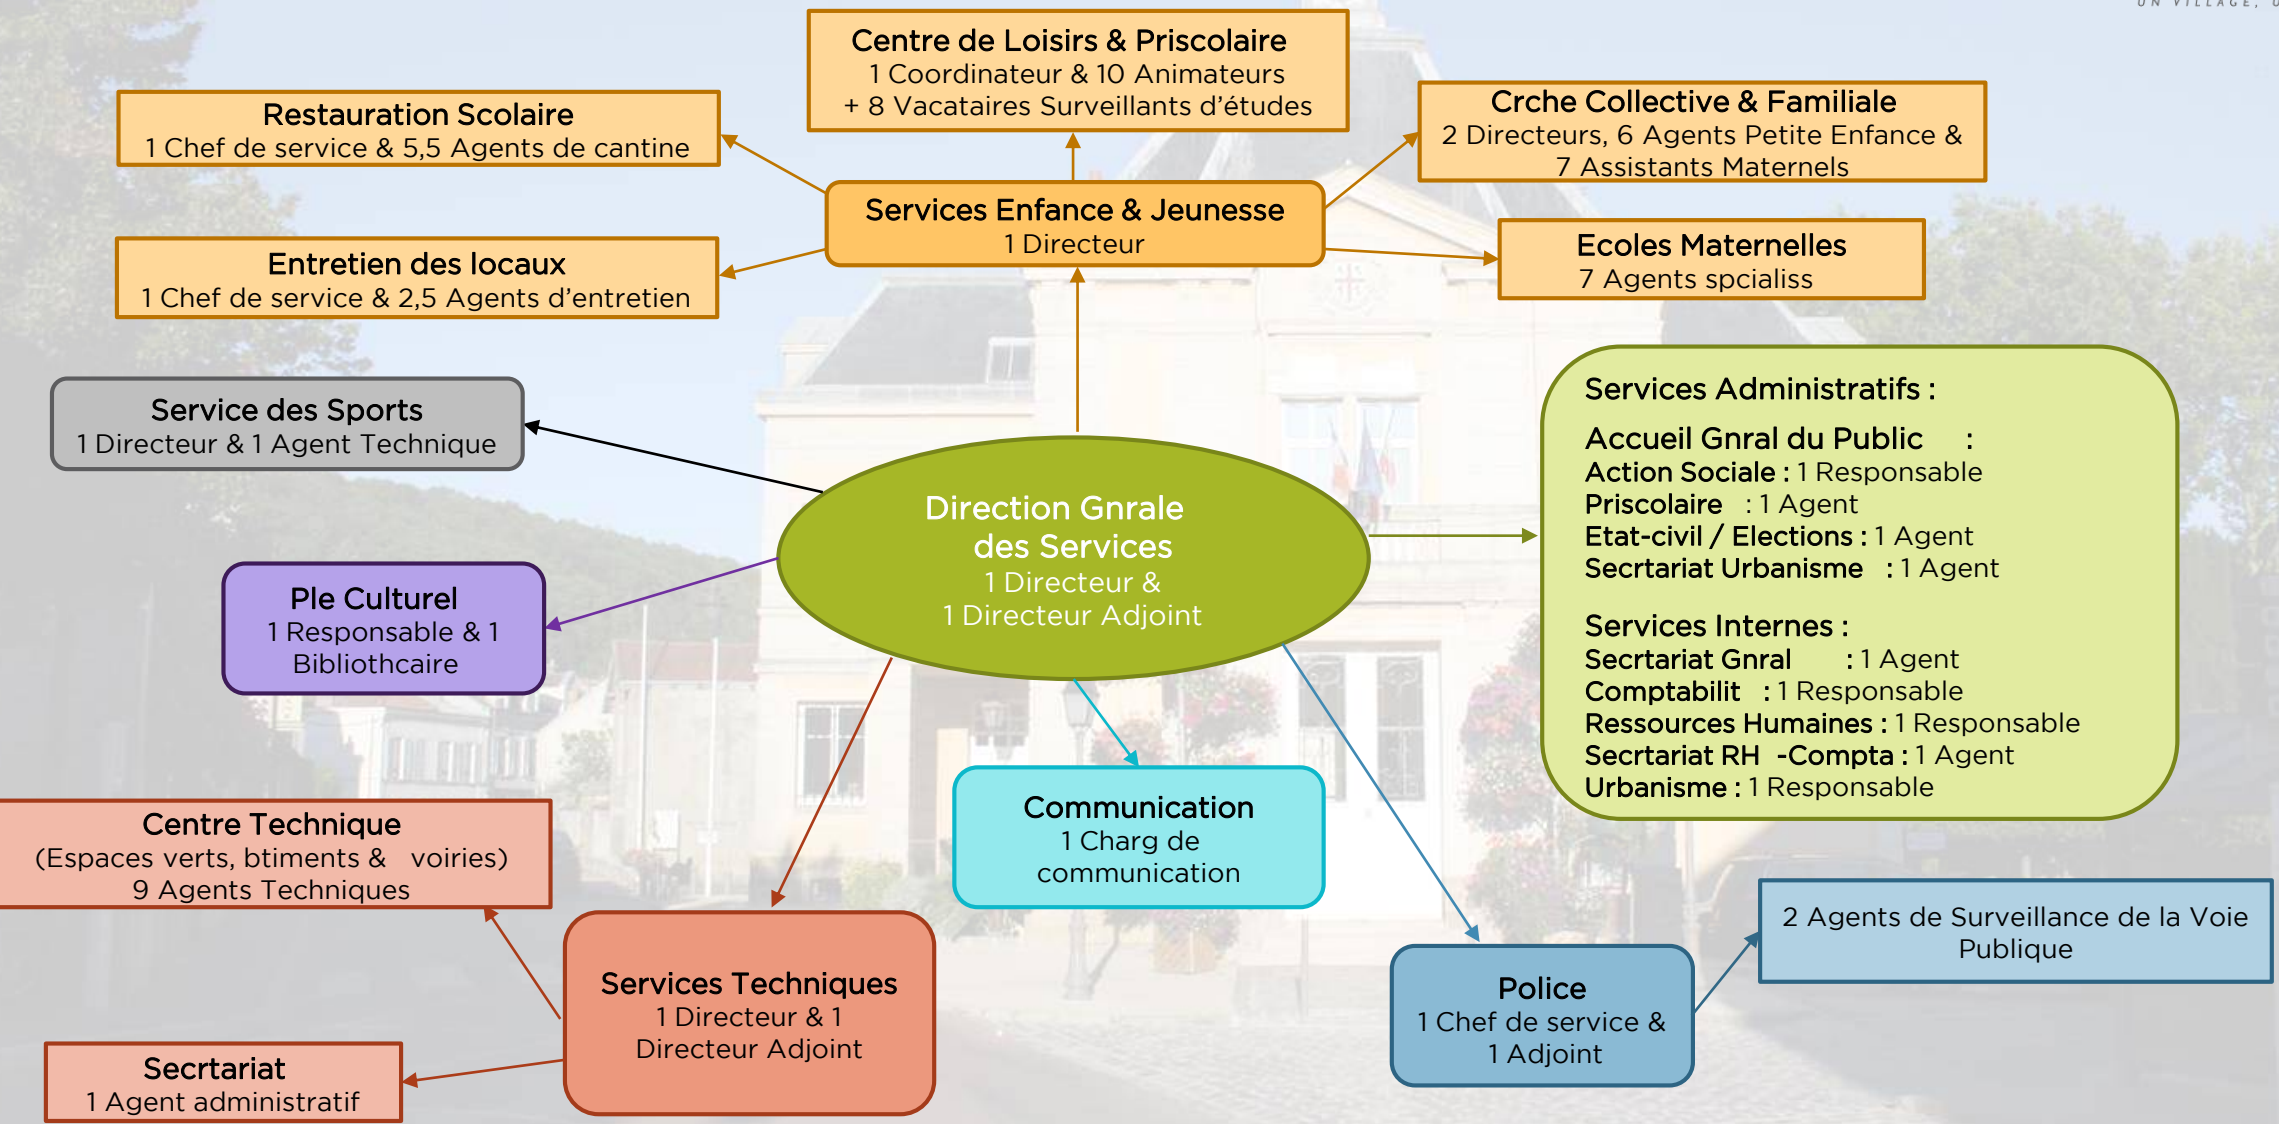 UN VILLAGE, U
Centre de Loisirs & Priscolaire
1 Coordinateur & 10 Animateurs
+ 8 Vacataires Surveillants d'études
Restauration Scolaire
1 Chef de service & 5,5 Agents de cantine
Crche Collective & Familiale
2 Directeurs, 6 Agents Petite Enfance &
7 Assistants Maternels
Services Enfance & Jeunesse
1 Directeur
Entretien des locaux
1 Chef de service & 2,5 Agents d'entretien
Ecoles Maternelles
7 Agents spcialiss
Service des Sports
1 Directeur & 1 Agent Technique
Services Administratifs :
Accueil Gnral du Public :
Action Sociale : 1 Responsable
Priscolaire : 1 Agent
Etat-civil / Elections : 1 Agent
Secrtariat Urbanisme : 1 Agent
Services Internes :
Secrtariat Gnral : 1 Agent
Comptabilit : 1 Responsable
Ressources Humaines : 1 Responsable
Secrtariat RH -Compta : 1 Agent
Urbanisme : 1 Responsable
Direction Gnrale
des Services
1 Directeur &
1 Directeur Adjoint
Ple Culturel
1 Responsable & 1
Bibliothcaire
Communication
1 Charg de
communication
Centre Technique
(Espaces verts, btiments & voiries)
9 Agents Techniques
Services Techniques
1 Directeur & 1
Directeur Adjoint
Secrtariat
1 Agent administratif
Police
1 Chef de service &
1 Adjoint
2 Agents de Surveillance de la Voie
Publique